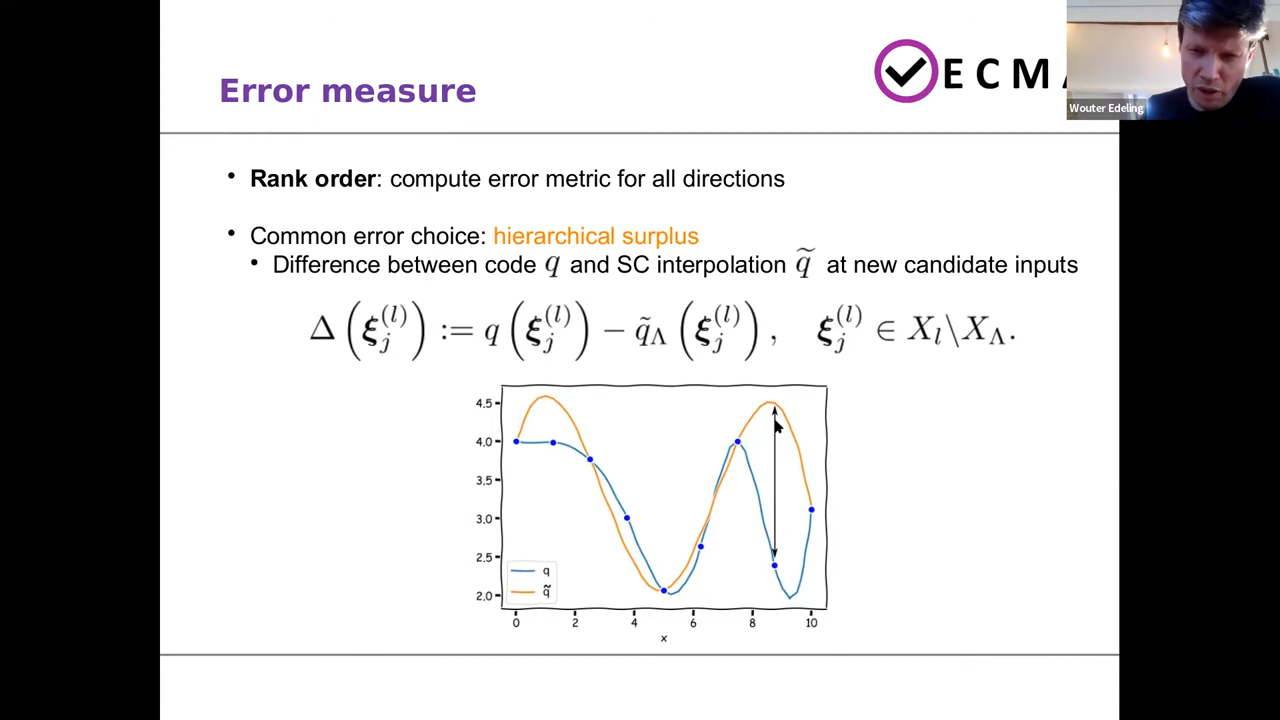 ECMA
Wouter Edeling
Error measure
• Rank order: compute error metric for all directions
• Common error choice: hierarchical surplus
• Difference between code q and SC interpolation q̃ at new candidate inputs
Δ(ξ_j^(l)) := q(ξ_j^(l)) − q̃_Λ(ξ_j^(l)), ξ_j^(l) ∈ X_l\X_Λ.
4.5
4.0
3.5
3.0
2.5
2.0
q
q̃
0 2 4 6 8 10
x